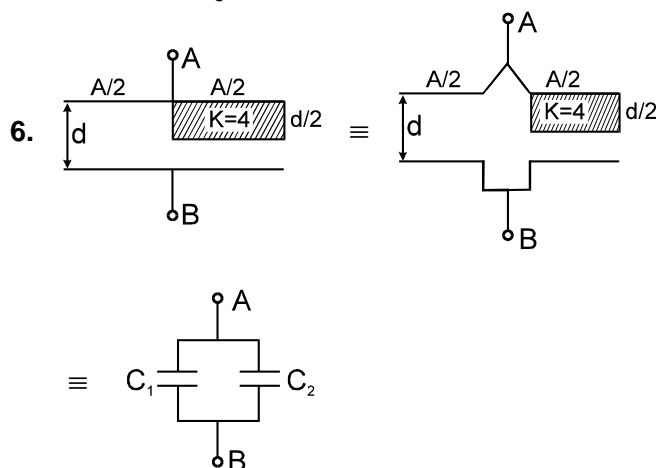 A A
A/2 A/2 A/2 A/2
6. d K=4 d/2 ≡ d K=4 d/2
B B
A
≡ C₁ C₂
B